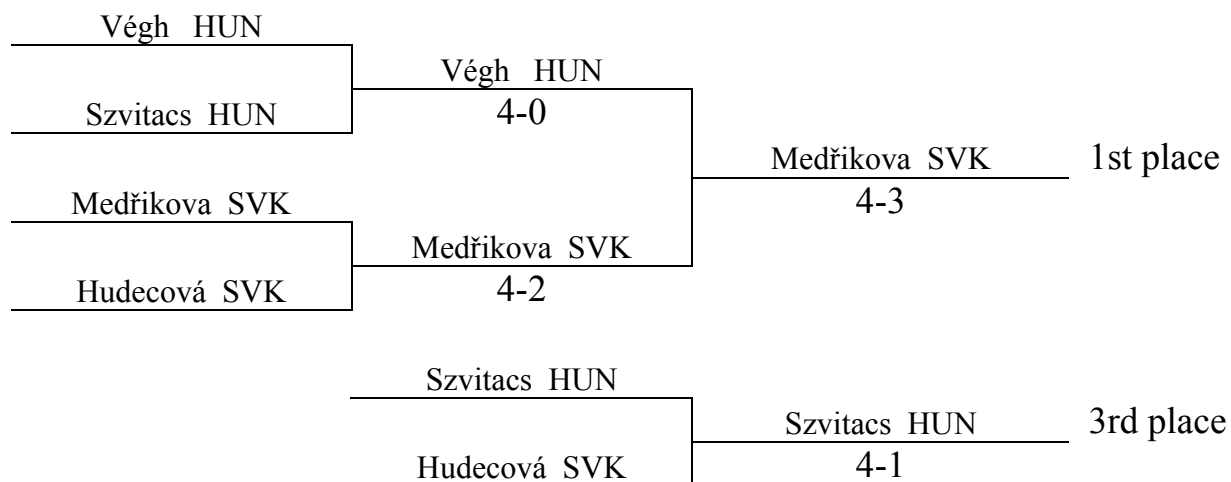 Végh HUN
Végh HUN
Szvitacs HUN
4-0
Medřikova SVK
1st place
4-3
Medřikova SVK
Medřikova SVK
Hudecová SVK
4-2
Szvitacs HUN
Szvitacs HUN
3rd place
Hudecová SVK
4-1